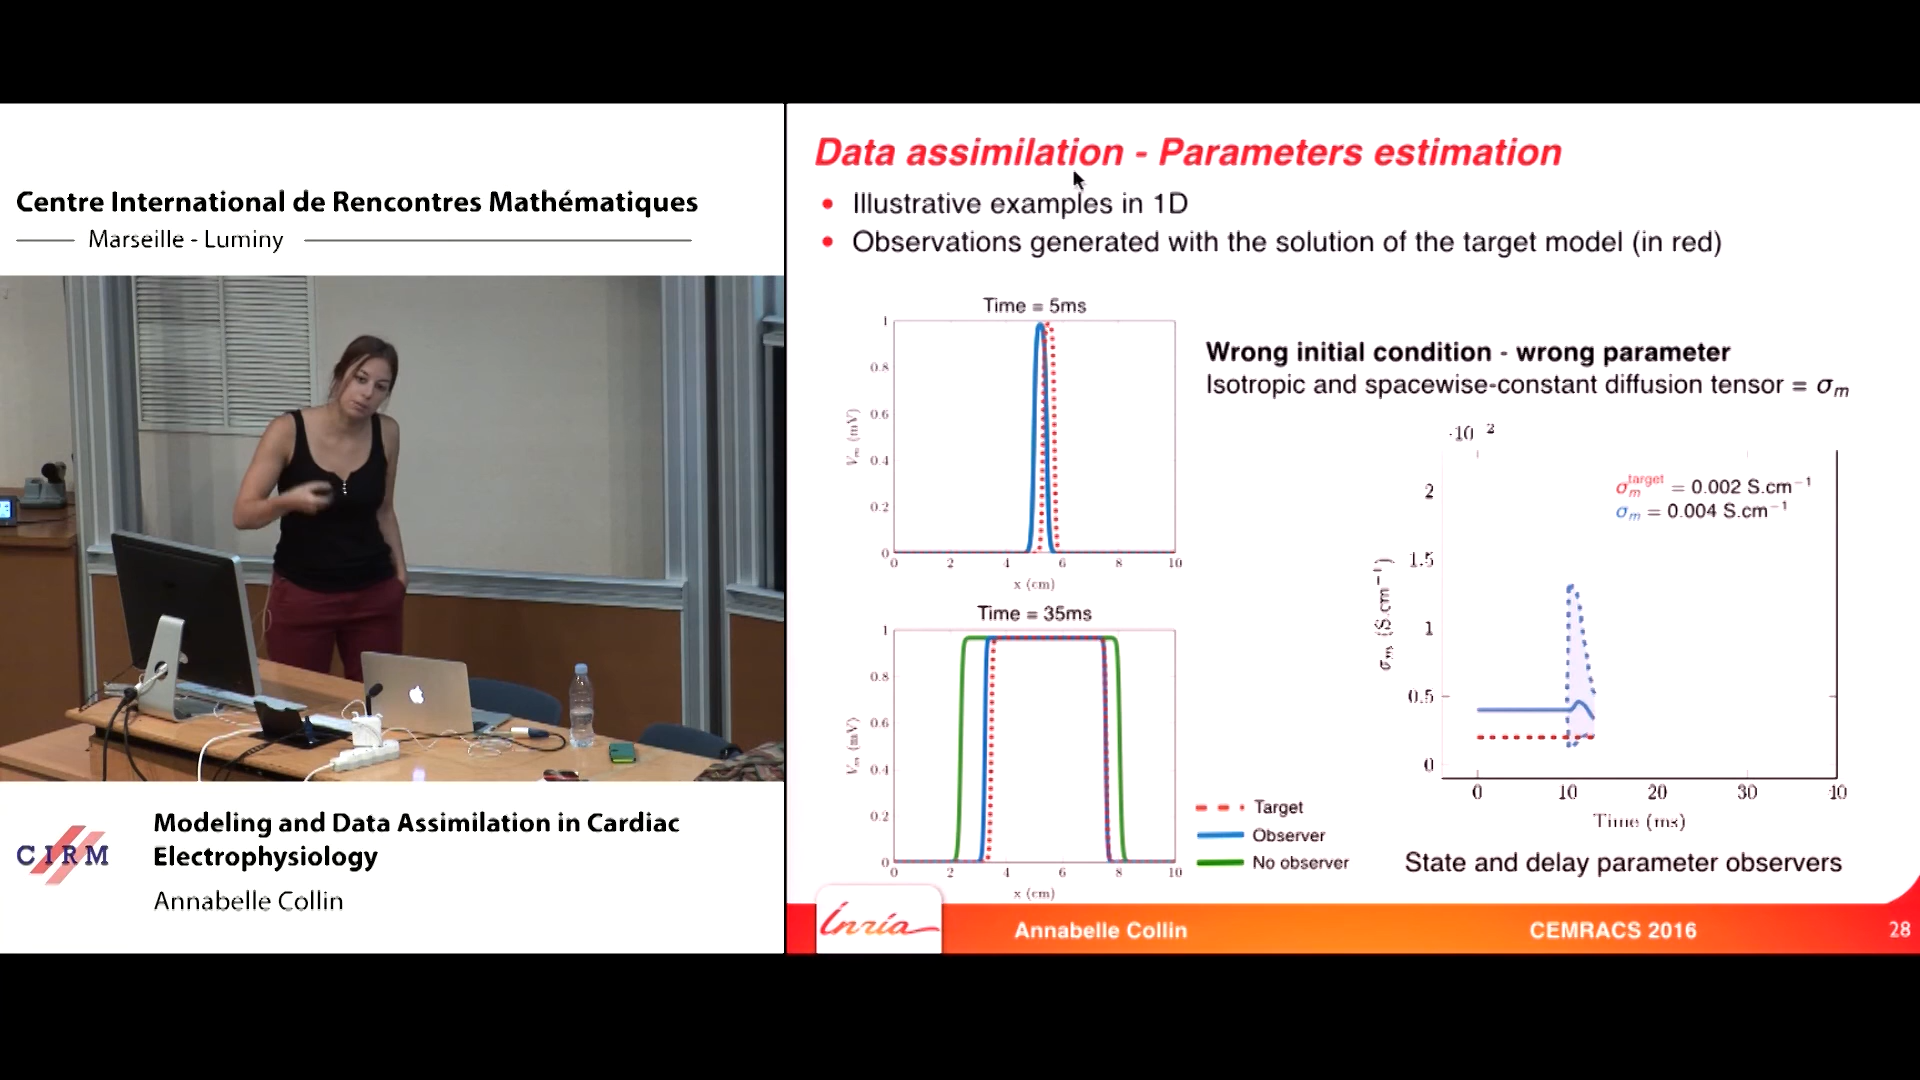 Centre International de Rencontres Mathématiques
Marseille - Luminy
CIRM
Modeling and Data Assimilation in Cardiac
Electrophysiology
Annabelle Collin
Data assimilation - Parameters estimation
• Illustrative examples in 1D
• Observations generated with the solution of the target model (in red)
Time = 5ms
1
0.8
0.6
0.4
0.2
0
V_m (mV)
0 2 4 6 8 10
x (cm)
Time = 35ms
1
0.8
0.6
0.4
0.2
0
V_m (mV)
0 2 4 6 8 10
x (cm)
Target
Observer
No observer
Wrong initial condition - wrong parameter
Isotropic and spacewise-constant diffusion tensor = σ_m
·10⁻²
σ_m^target = 0.002 S.cm⁻¹
σ_m = 0.004 S.cm⁻¹
2
1.5
1
0.5
0
σ_m (S.cm⁻¹)
0 10 20 30 40
Time (ms)
State and delay parameter observers
Inria
Annabelle Collin
CEMRACS 2016
28